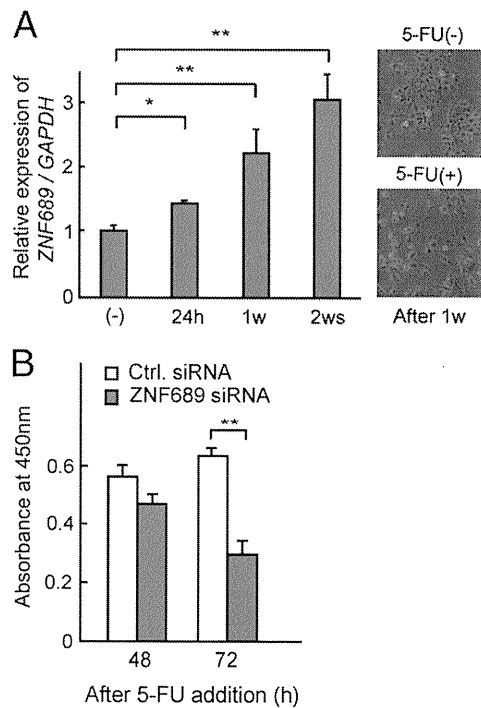 A
Relative expression of
ZNF689 / GAPDH
3
2
1
0
*
**
**
(-)
24h
1w
2ws
5-FU(-)
5-FU(+)
After 1w
B
Ctrl. siRNA
ZNF689 siRNA
**
Absorbance at 450nm
0.6
0.4
0.2
0
48
72
After 5-FU addition (h)